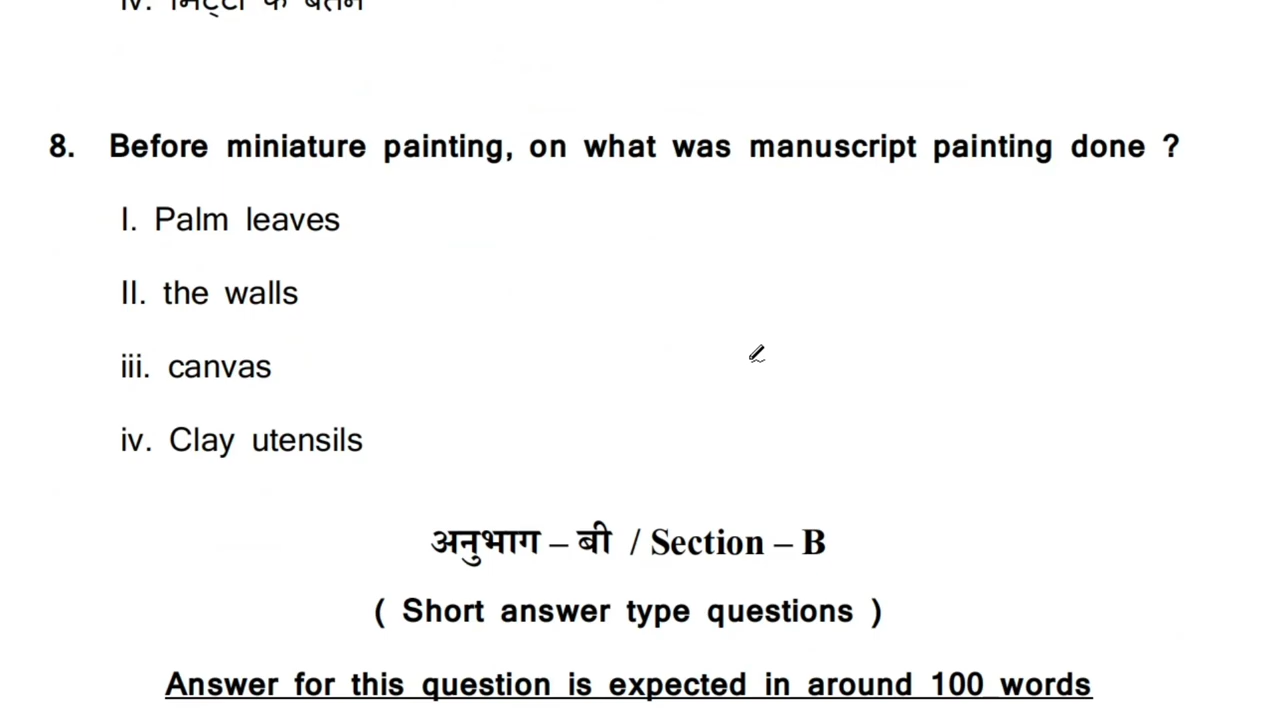 8. Before miniature painting, on what was manuscript painting done ?
I. Palm leaves
II. the walls
iii. canvas
iv. Clay utensils
अनुभाग – बी / Section – B
( Short answer type questions )
Answer for this question is expected in around 100 words